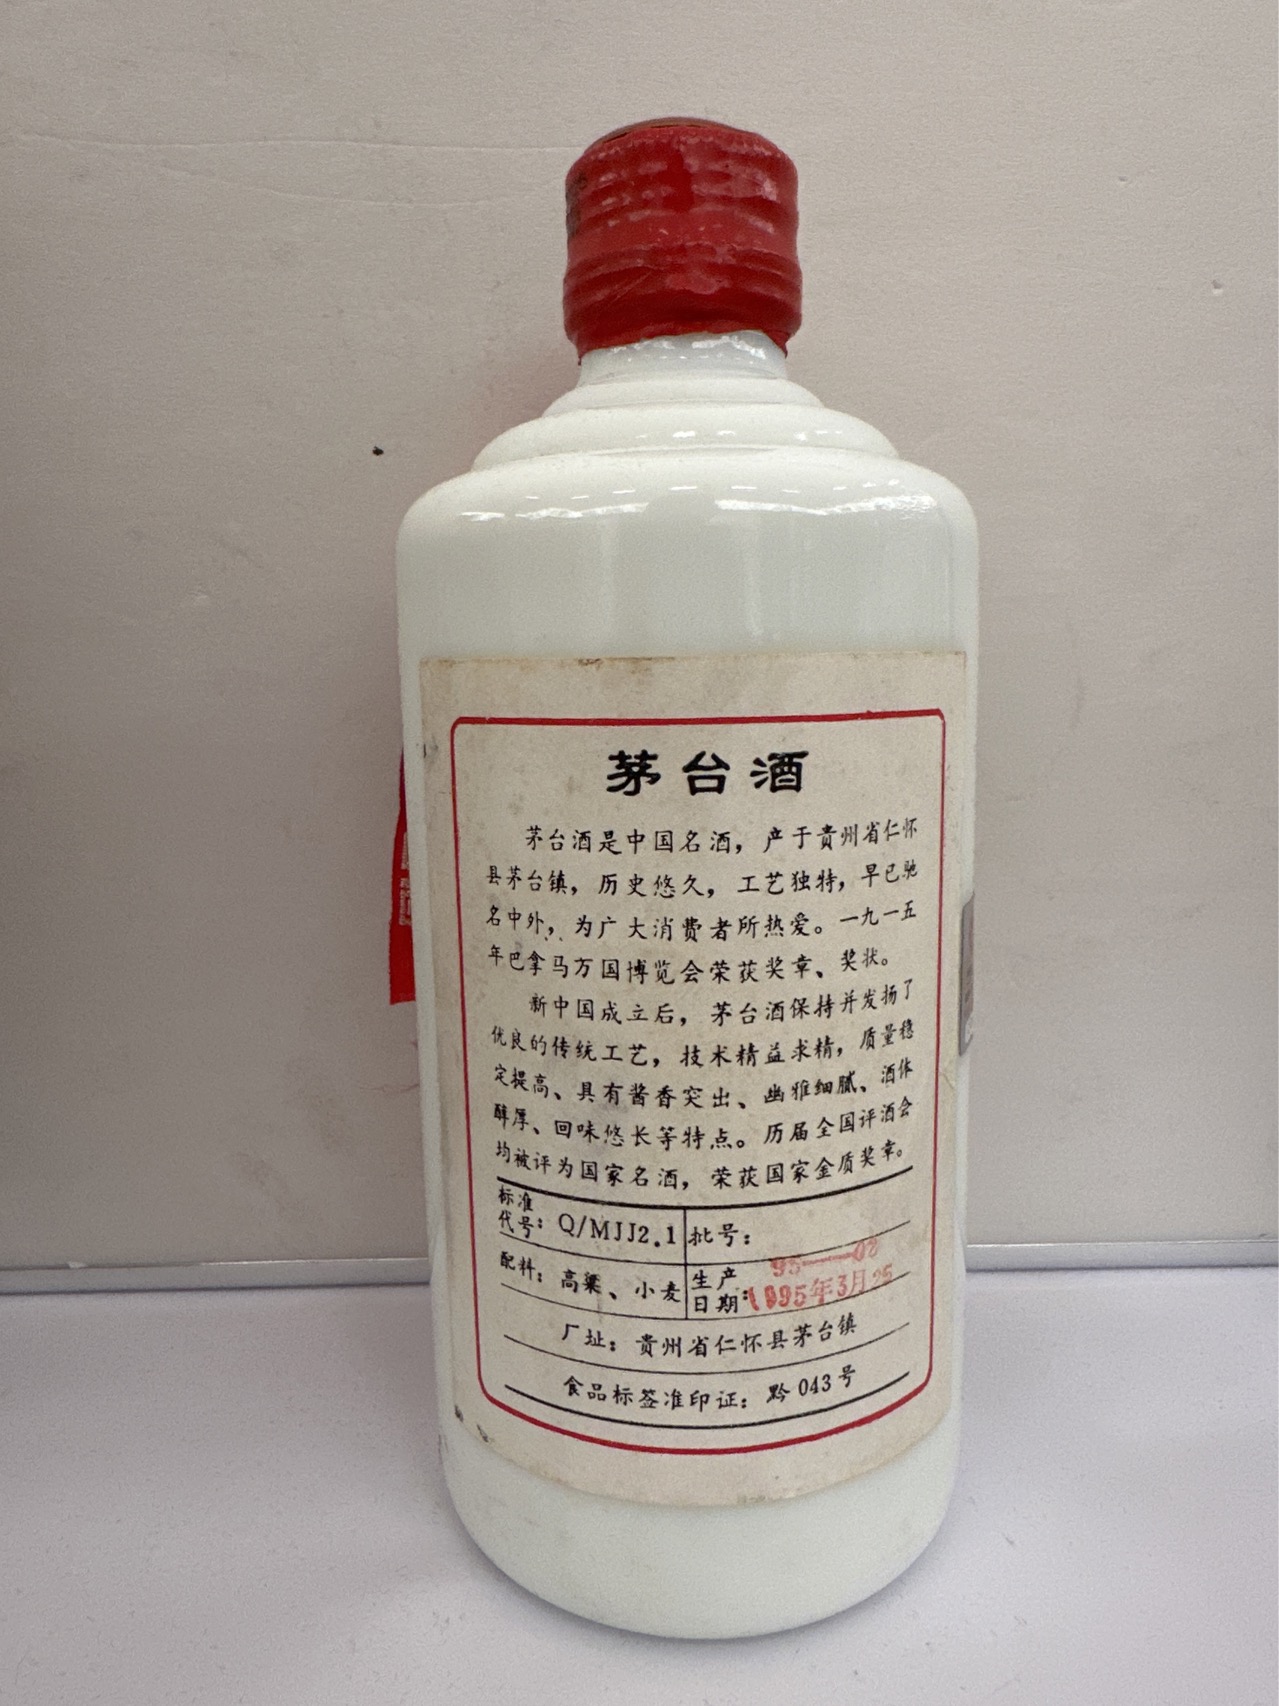 茅台酒
茅台酒是中国名酒，产于贵州省仁怀
县茅台镇，历史悠久，工艺独特，早已驰
名中外，为广大消费者所热爱。一九一五
年巴拿马万国博览会荣获奖章、奖状。
新中国成立后，茅台酒保持并发扬了
优良的传统工艺，技术精益求精，质量稳
定提高、具有酱香突出、幽雅细腻、酒体
醇厚、回味悠长等特点。历届全国评酒会
均被评为国家名酒，荣获国家金质奖章。
标准代号：Q/MJJ2.1
批号：95—02
配料：高粱、小麦
生产日期：1995年3月25
厂址：贵州省仁怀县茅台镇
食品标签准印证：黔043号